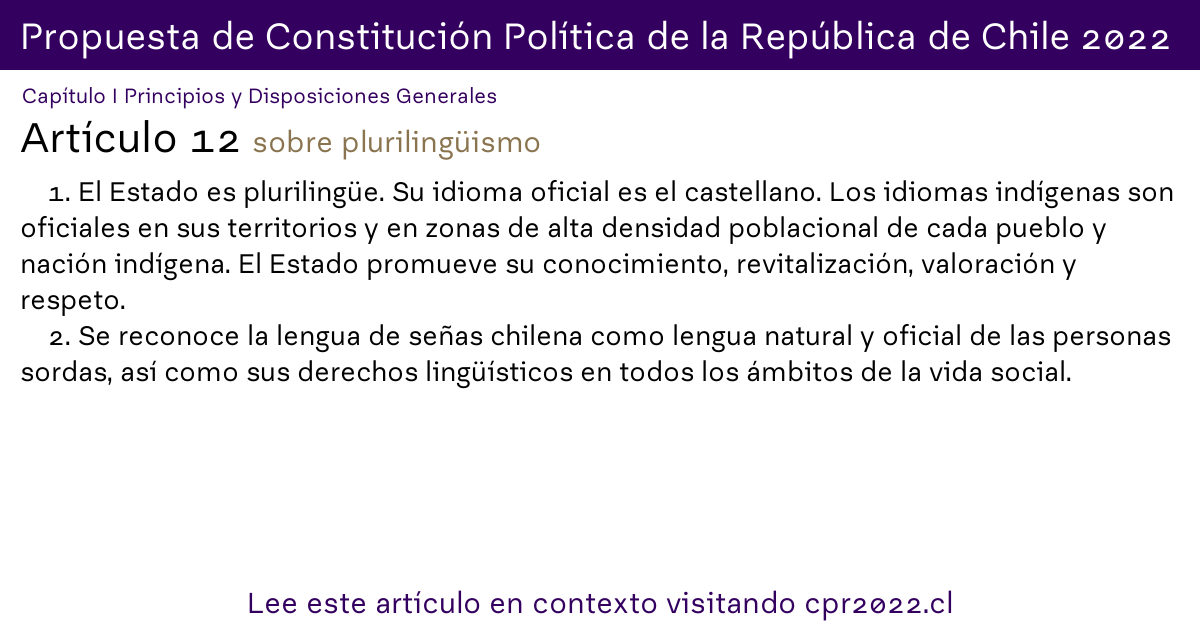 Propuesta de Constitución Política de la República de Chile 2022
Capítulo I Principios y Disposiciones Generales
Artículo 12 sobre plurilingüismo
1. El Estado es plurilingüe. Su idioma oficial es el castellano. Los idiomas indígenas son
oficiales en sus territorios y en zonas de alta densidad poblacional de cada pueblo y
nación indígena. El Estado promueve su conocimiento, revitalización, valoración y
respeto.
2. Se reconoce la lengua de señas chilena como lengua natural y oficial de las personas
sordas, así como sus derechos lingüísticos en todos los ámbitos de la vida social.
Lee este artículo en contexto visitando cpr2022.cl